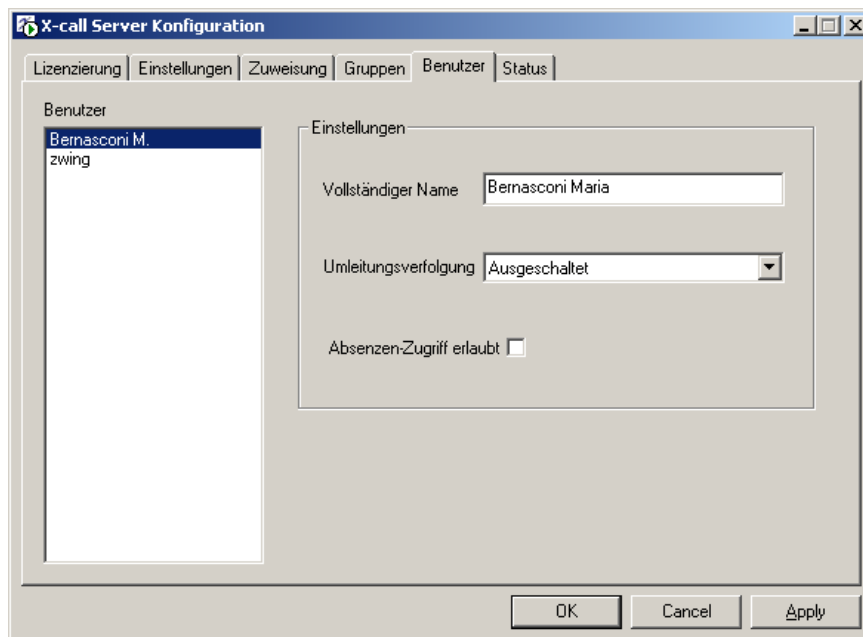 X-call Server Konfiguration
Lizenzierung Einstellungen Zuweisung Gruppen Benutzer Status
Benutzer
Bernasconi M.
zwing
Einstellungen
Vollständiger Name Bernasconi Maria
Umleitungsverfolgung Ausgeschaltet
Absenzen-Zugriff erlaubt
OK Cancel Apply